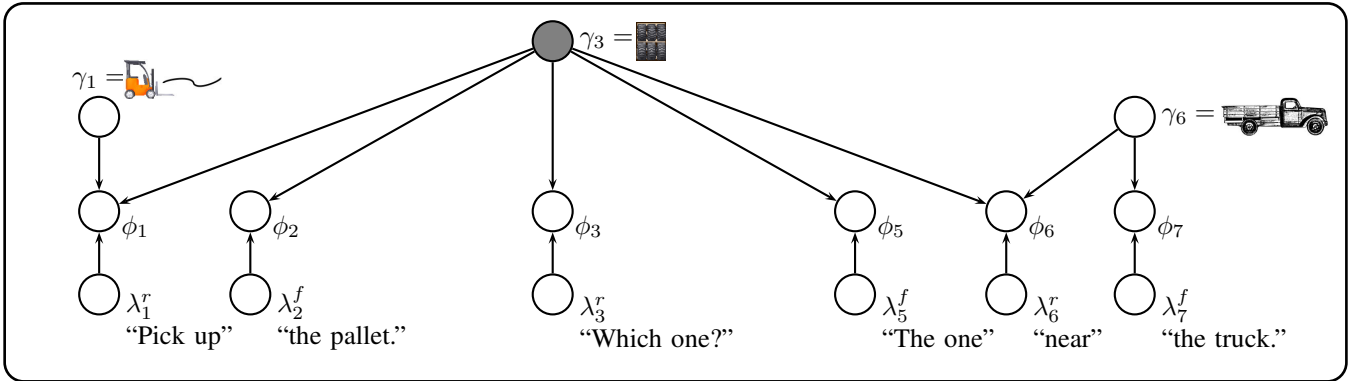 γ₃ =
γ₁ =
γ₆ =
ϕ₁ ϕ₂ ϕ₃ ϕ₅ ϕ₆ ϕ₇
λ₁ʳ λ₂ᶠ λ₃ʳ λ₅ᶠ λ₆ʳ λ₇ᶠ
“Pick up” “the pallet.” “Which one?” “The one” “near” “the truck.”